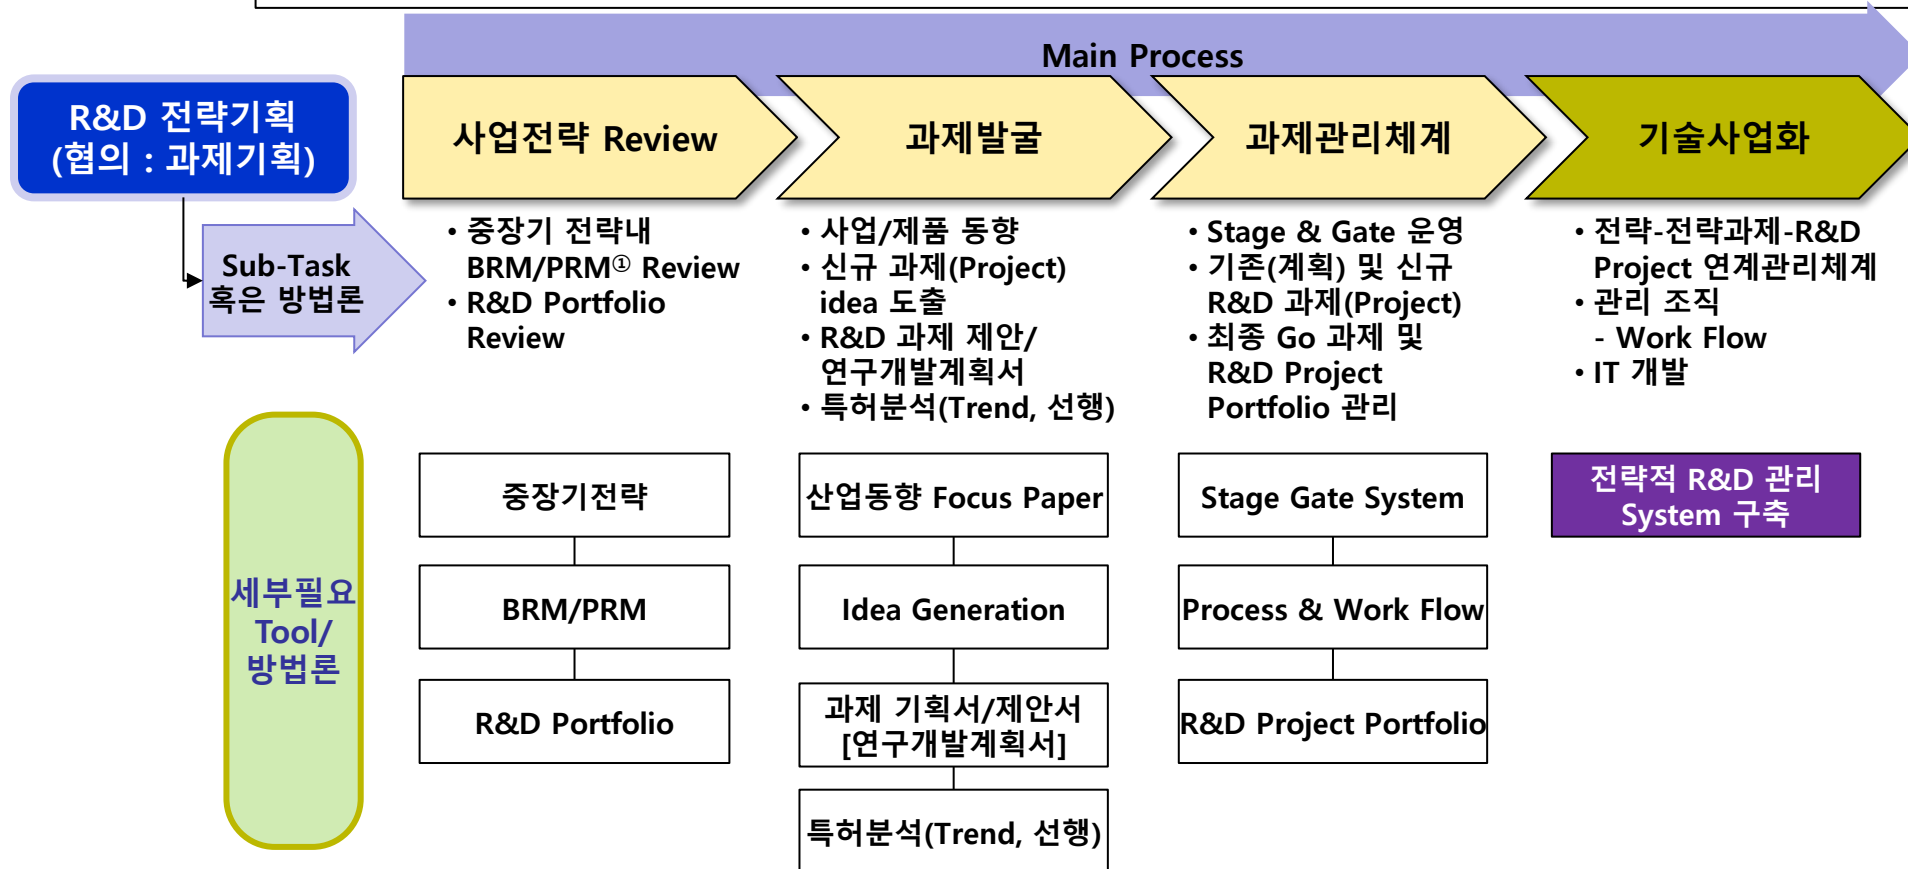 Main Process
R&D 전략기획
(협의 : 과제기획)
사업전략 Review
과제발굴
과제관리체계
기술사업화
Sub-Task
혹은 방법론
• 중장기 전략내
BRM/PRM① Review
• R&D Portfolio
Review
• 사업/제품 동향
• 신규 과제(Project)
idea 도출
• R&D 과제 제안/
연구개발계획서
• 특허분석(Trend, 선행)
• Stage & Gate 운영
• 기존(계획) 및 신규
R&D 과제(Project)
• 최종 Go 과제 및
R&D Project
Portfolio 관리
• 전략-전략과제-R&D
Project 연계관리체계
• 관리 조직
- Work Flow
• IT 개발
세부필요
Tool/
방법론
중장기전략
BRM/PRM
R&D Portfolio
산업동향 Focus Paper
Idea Generation
과제 기획서/제안서
[연구개발계획서]
특허분석(Trend, 선행)
Stage Gate System
Process & Work Flow
R&D Project Portfolio
전략적 R&D 관리
System 구축